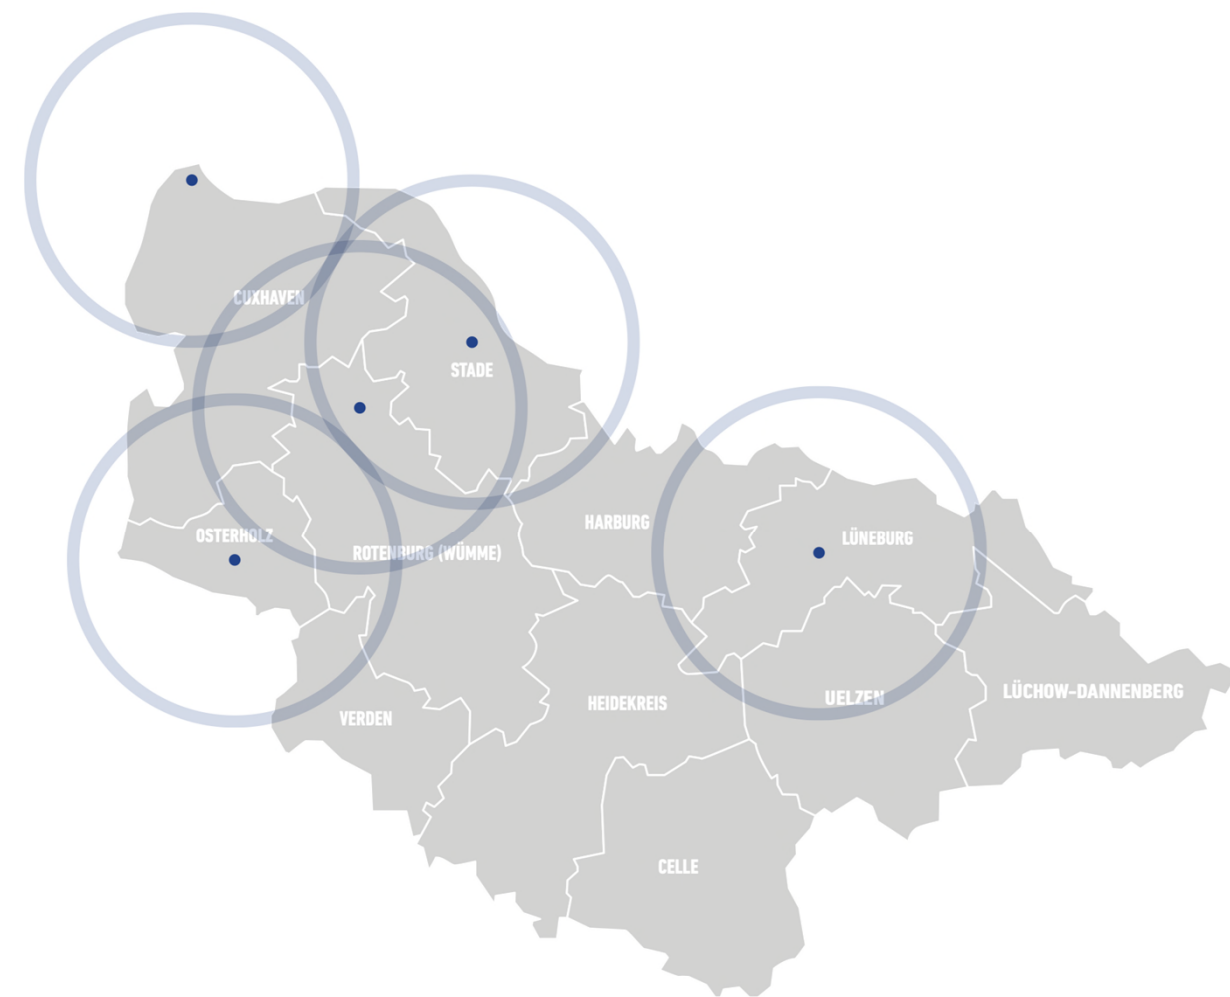 CUXHAVEN
STADE
OSTERHOLZ
ROTENBURG (WÜMME)
HARBURG
LÜNEBURG
VERDEN
HEIDEKREIS
UELZEN
LÜCHOW-DANNENBERG
CELLE